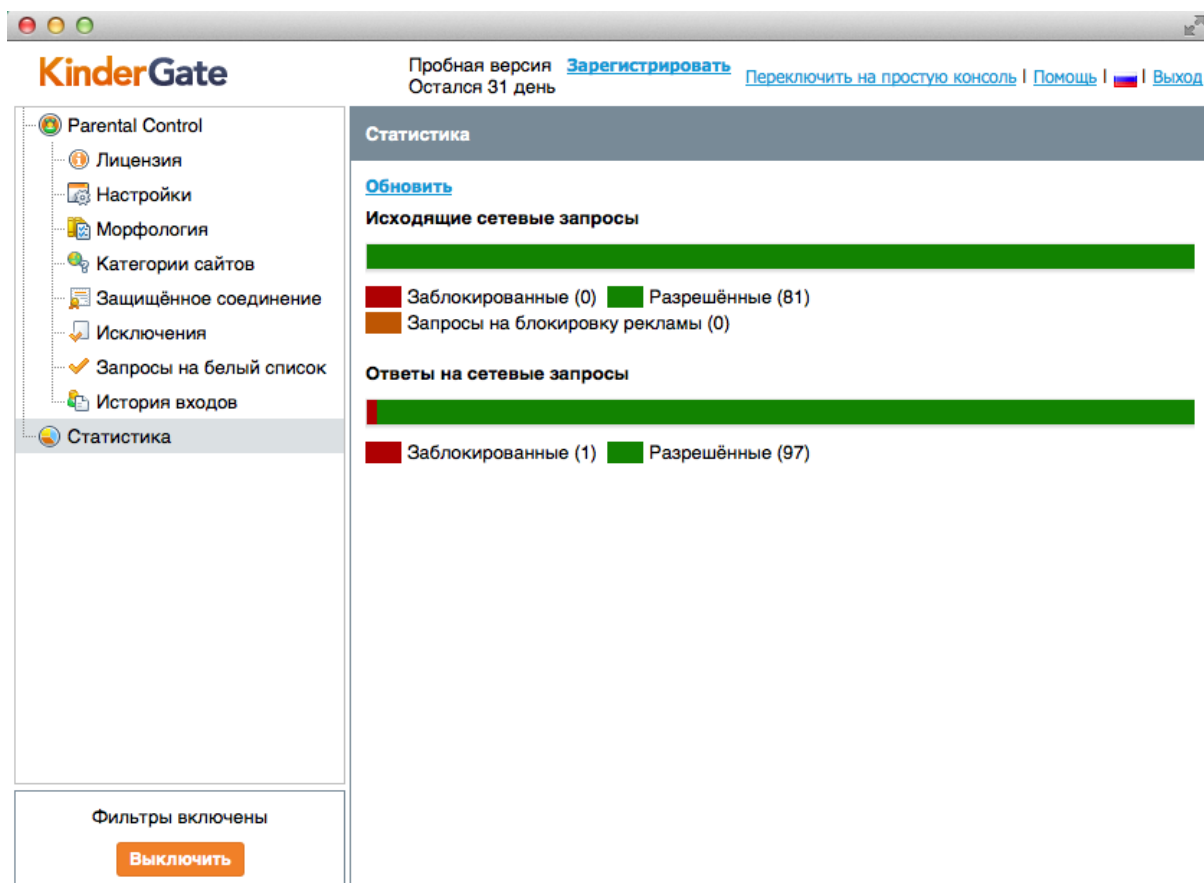 KinderGate
Пробная версия Зарегистрировать
Остался 31 день
Переключить на простую консоль | Помощь | | Выход
Parental Control
Лицензия
Настройки
Морфология
Категории сайтов
Защищённое соединение
Исключения
Запросы на белый список
История входов
Статистика
Фильтры включены
Выключить
Статистика
Обновить
Исходящие сетевые запросы
Заблокированные (0) Разрешённые (81)
Запросы на блокировку рекламы (0)
Ответы на сетевые запросы
Заблокированные (1) Разрешённые (97)